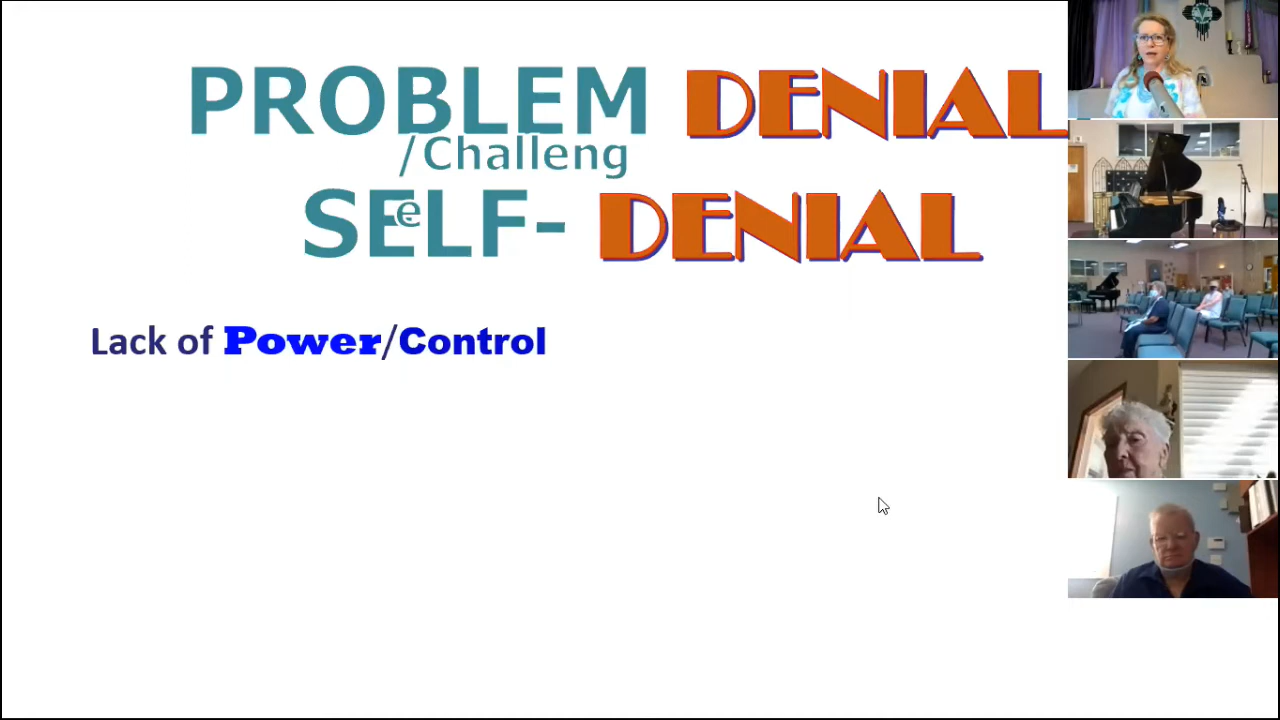 PROBLEM DENIAL
/Challeng
e
SELF- DENIAL
Lack of Power/Control